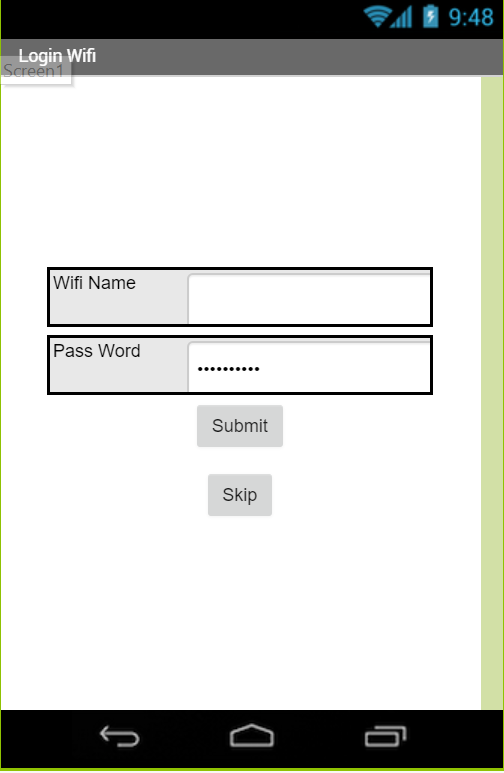 9:48
Login Wifi
Screen1
Wifi Name
Pass Word
••••••••••
Submit
Skip